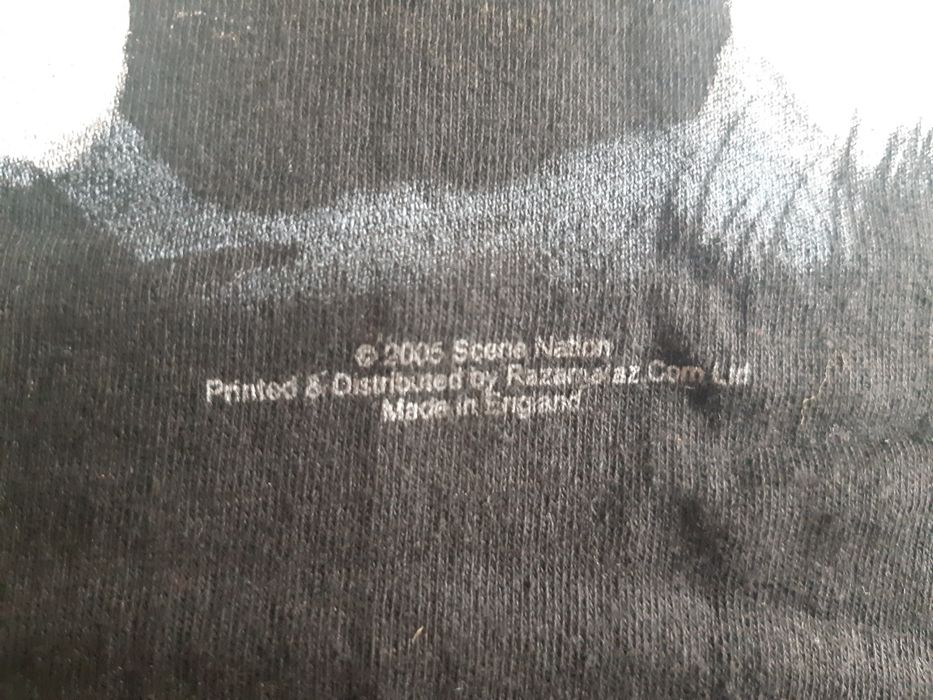 © 2005 Scene Nation
Printed & Distributed by Razamataz.Com Ltd
Made in England